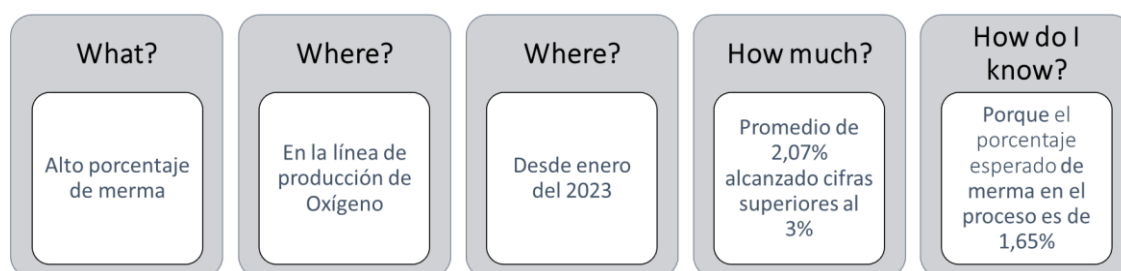 What?
Alto porcentaje
de merma
Where?
En la línea de
producción de
Oxígeno
Where?
Desde enero
del 2023
How much?
Promedio de
2,07%
alcanzado cifras
superiores al
3%
How do I
know?
Porque el
porcentaje
esperado de
merma en el
proceso es de
1,65%